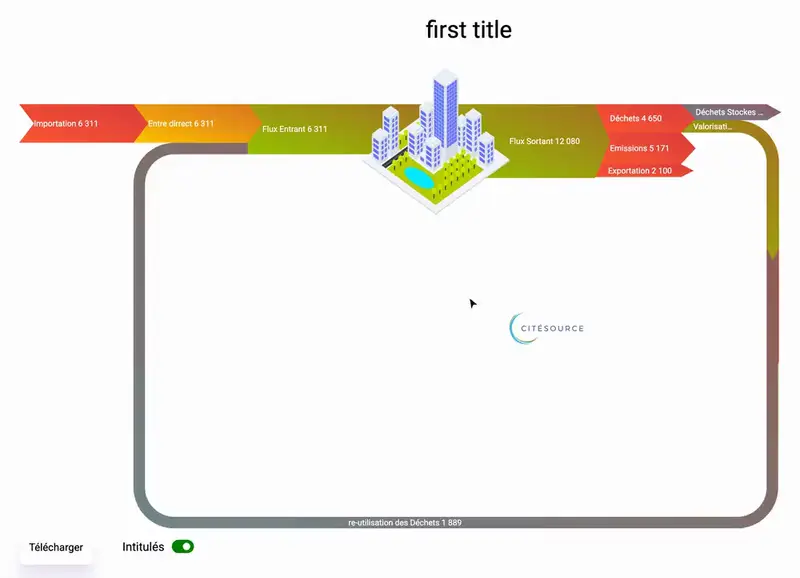 first title
Importation 6 311
Entre dirrect 6 311
Flux Entrant 6 311
Flux Sortant 12 080
Déchets 4 650
Déchets Stockes ...
Valorisati...
Emissions 5 171
Exportation 2 100
CITÉSOURCE
re-utilisation des Déchets 1 889
Télécharger
Intitulés